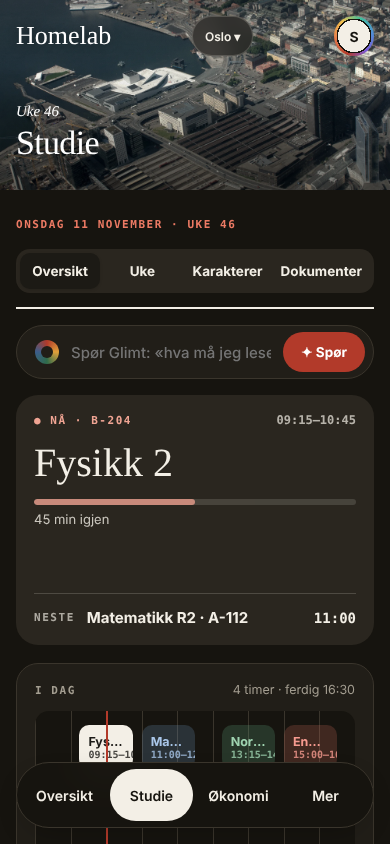 Homelab
Oslo ▾
S
Uke 46
Studie
ONSDAG 11 NOVEMBER · UKE 46
Oversikt Uke Karakterer Dokumenter
Spør Glimt: «hva må jeg lese
✦ Spør
● NÅ · B-204 09:15–10:45
Fysikk 2
45 min igjen
NESTE Matematikk R2 · A-112 11:00
I DAG 4 timer · ferdig 16:30
Fys… Ma… Nor… En…
09:15–10 11:00–12 13:15–14 15:00–16
Oversikt Studie Økonomi Mer